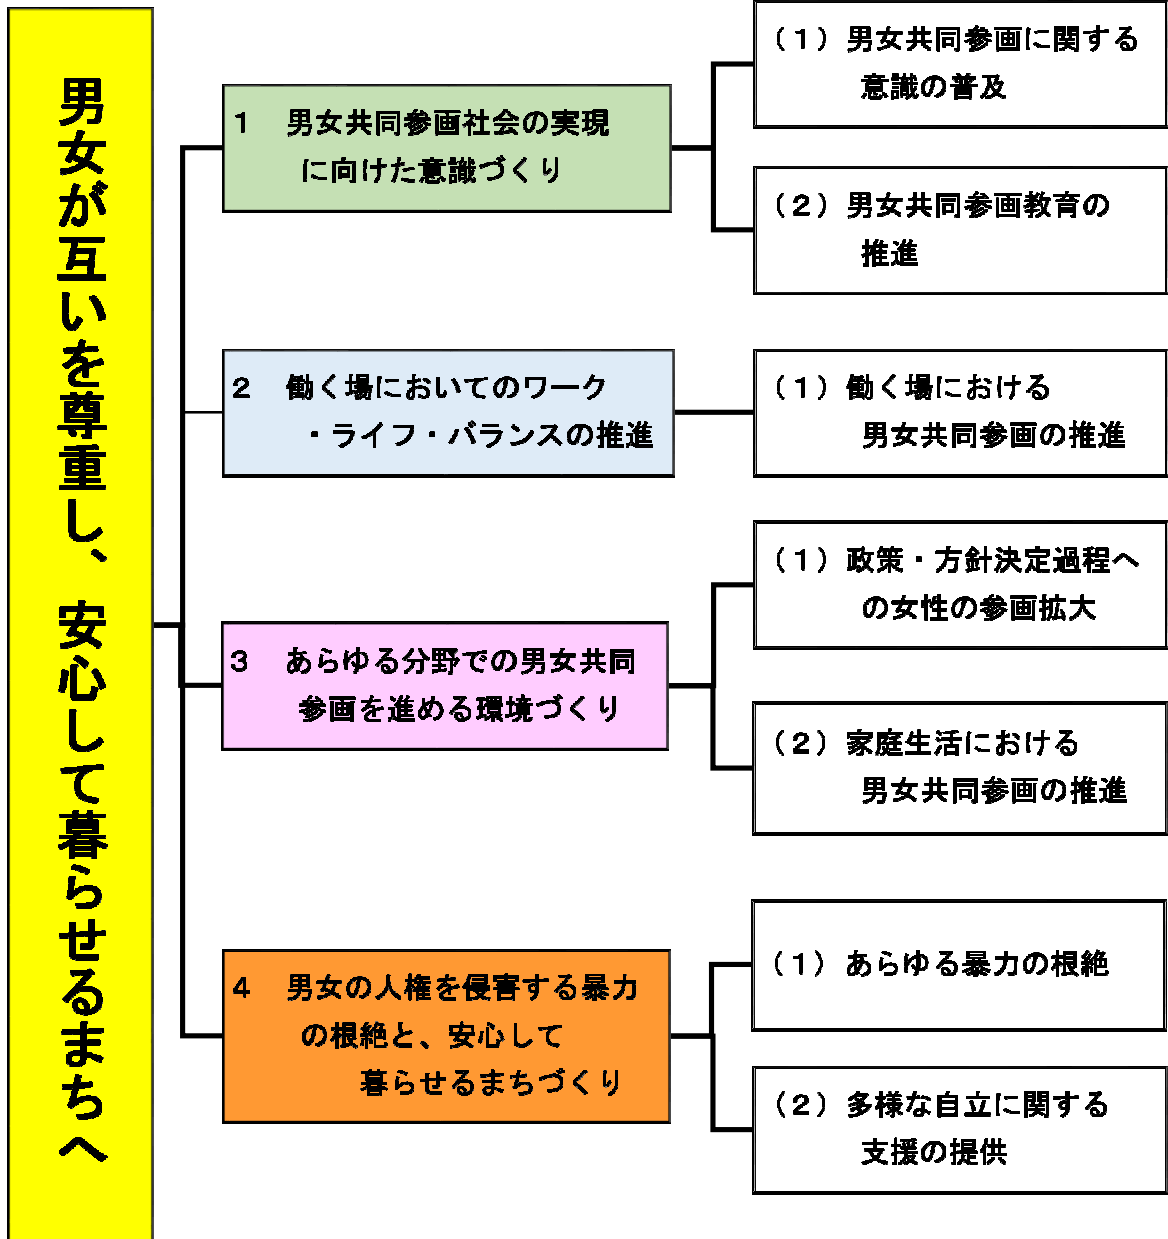 男女が互いを尊重し、安心して暮らせるまちへ
１　男女共同参画社会の実現
に向けた意識づくり
（１）男女共同参画に関する
意識の普及
（２）男女共同参画教育の
推進
２　働く場においてのワーク
・ライフ・バランスの推進
（１）働く場における
男女共同参画の推進
３　あらゆる分野での男女共同
参画を進める環境づくり
（１）政策・方針決定過程へ
の女性の参画拡大
（２）家庭生活における
男女共同参画の推進
４　男女の人権を侵害する暴力
の根絶と、安心して
暮らせるまちづくり
（１）あらゆる暴力の根絶
（２）多様な自立に関する
支援の提供